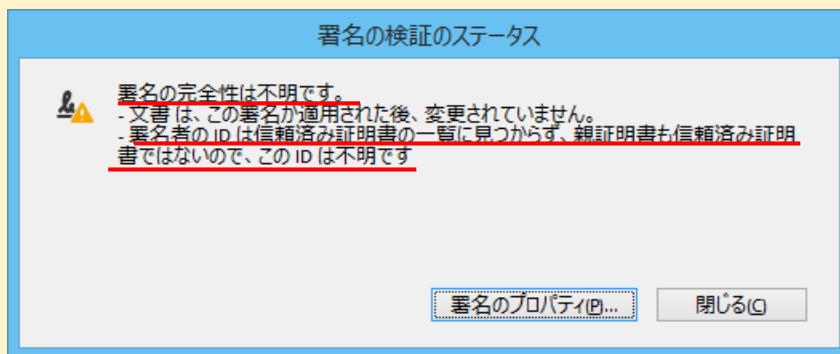 署名の検証のステータス
署名の完全性は不明です。
- 文書 は、この署名が適用された後、変更されていません。
- 署名者の ID は信頼済み証明書の一覧に見つからず、親証明書も信頼済み証明
書ではないので、この ID は不明です
署名のプロパティ(P)...
閉じる(C)